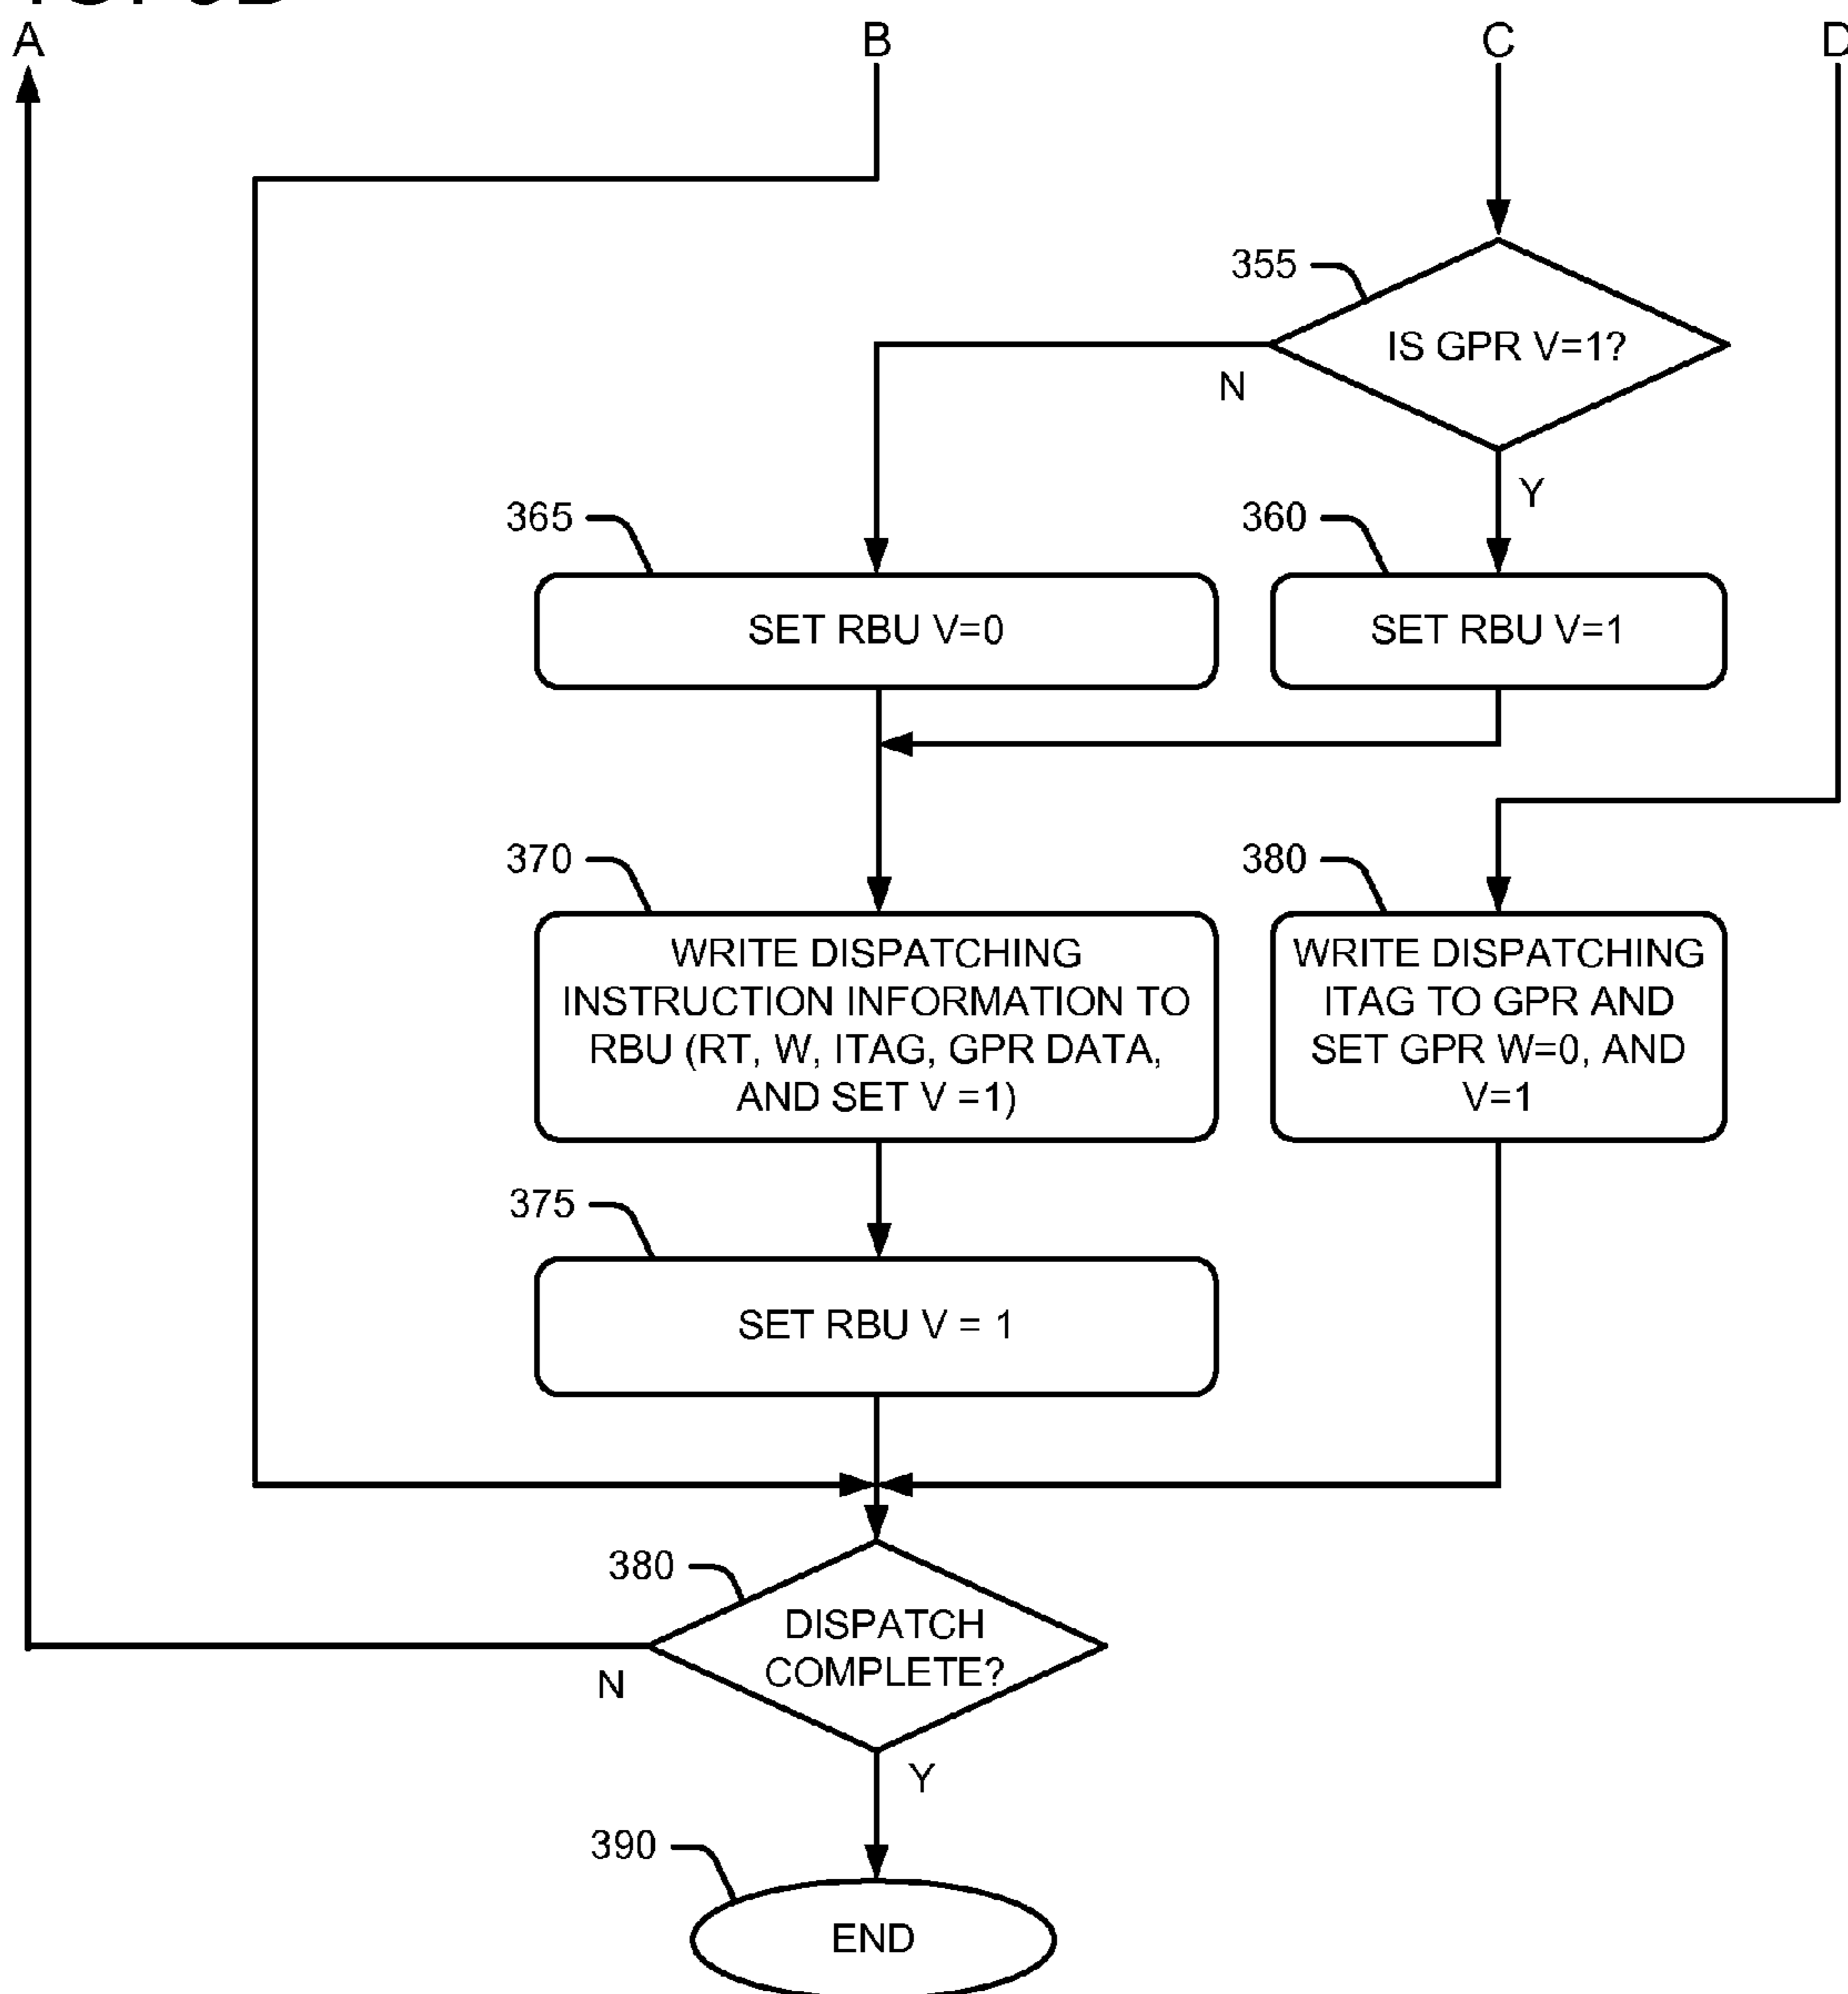 A
B
C
D
355
IS GPR V=1?
N
Y
365
360
SET RBU V=0
SET RBU V=1
370
380
WRITE DISPATCHING
INSTRUCTION INFORMATION TO
RBU (RT, W, ITAG, GPR DATA,
AND SET V =1)
WRITE DISPATCHING
ITAG TO GPR AND
SET GPR W=0, AND
V=1
375
SET RBU V = 1
380
DISPATCH
COMPLETE?
N
Y
390
END